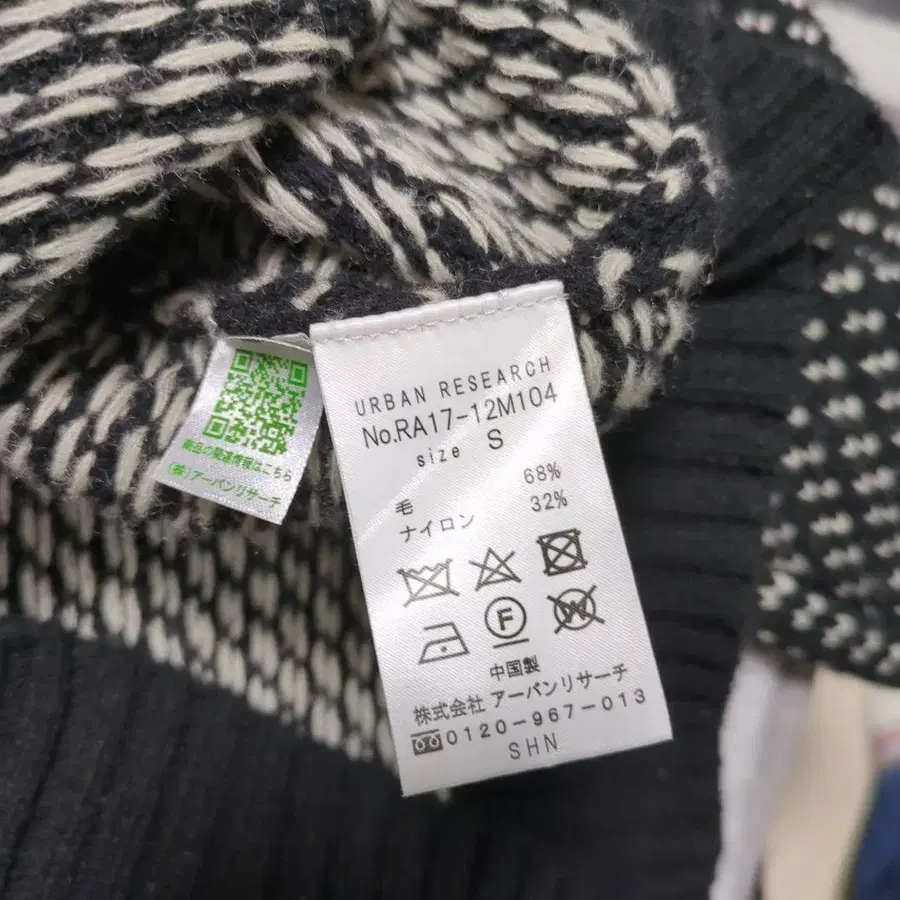 URBAN RESEARCH
No.RA17-12M104
size S
毛 68%
ナイロン 32%
F
W
中国製
株式会社 アーバンリサーチ
0120-967-013
SHN
商品の関連情報はこちら
(株)アーバンリサーチ